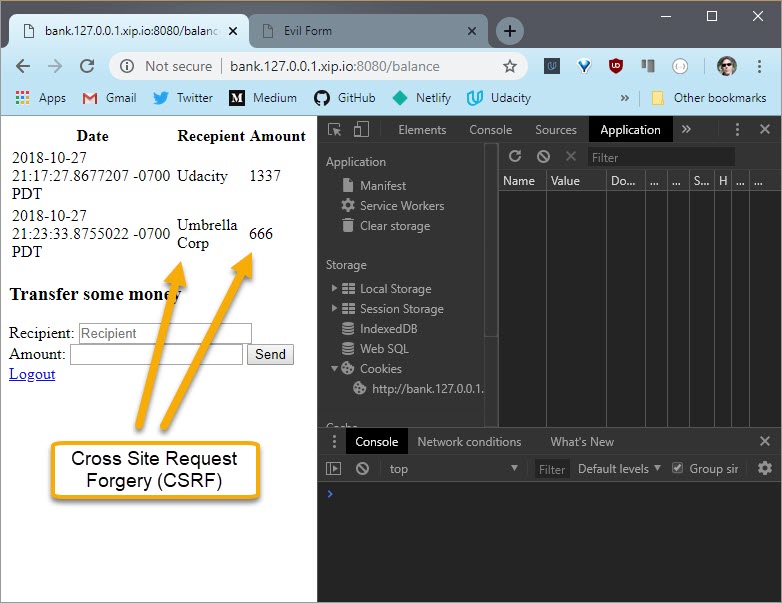 bank.127.0.0.1.xip.io:8080/balanc
Evil Form
Not secure bank.127.0.0.1.xip.io:8080/balance
Apps Gmail Twitter Medium GitHub Netlify Udacity » Other bookmarks
Date Recepient Amount
2018-10-27
21:17:27.8677207 -0700 Udacity 1337
PDT
2018-10-27
21:23:33.8755022 -0700 Umbrella Corp 666
PDT
Transfer some money
Recipient: Recipient
Amount: Send
Logout
Cross Site Request
Forgery (CSRF)
Elements Console Sources Application »
Application
Manifest
Service Workers
Clear storage
Storage
Local Storage
Session Storage
IndexedDB
Web SQL
Cookies
http://bank.127.0.0.1.
Cache
Filter
Name Value Do... ... ... S... H ... ...
Console Network conditions What's New
top Filter Default levels Group sir